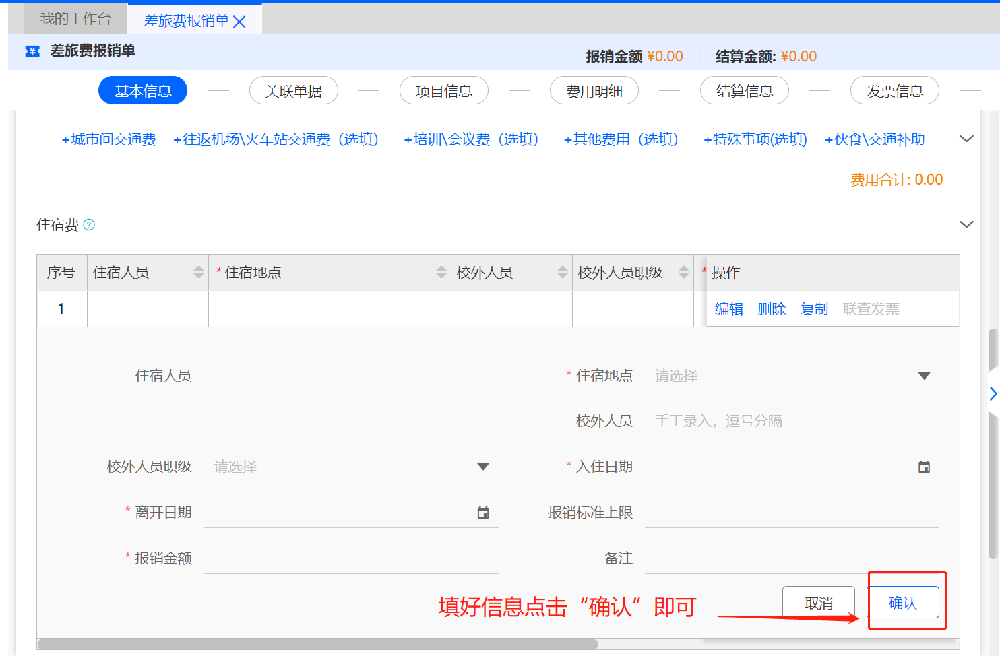 我的工作台 差旅费报销单
差旅费报销单 报销金额 ¥0.00 结算金额: ¥0.00
基本信息 关联单据 项目信息 费用明细 结算信息 发票信息
+城市间交通费 +往返机场\火车站交通费（选填） +培训\会议费（选填） +其他费用（选填） +特殊事项(选填) +伙食\交通补助
费用合计: 0.00
住宿费 ?
序号 住宿人员 * 住宿地点 校外人员 校外人员职级 * 操作
1 编辑 删除 复制 联查发票
住宿人员 * 住宿地点 请选择
校外人员 手工录入，逗号分隔
校外人员职级 请选择 * 入住日期
* 离开日期 报销标准上限
* 报销金额 备注
填好信息点击“确认”即可 取消 确认